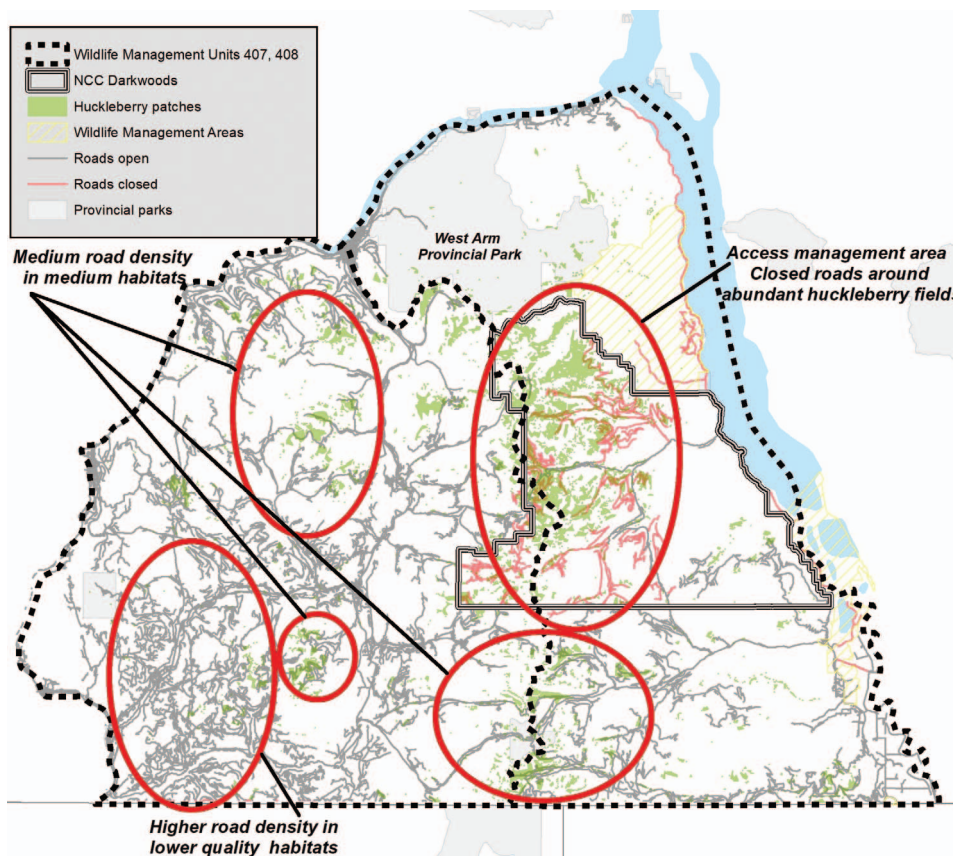 Wildlife Management Units 407, 408
NCC Darkwoods
Huckleberry patches
Wildlife Management Areas
Roads open
Roads closed
Provincial parks
Medium road density
in medium habitats
West Arm
Provincial Park
Access management area
Closed roads around
abundant huckleberry fields
Higher road density in
lower quality habitats